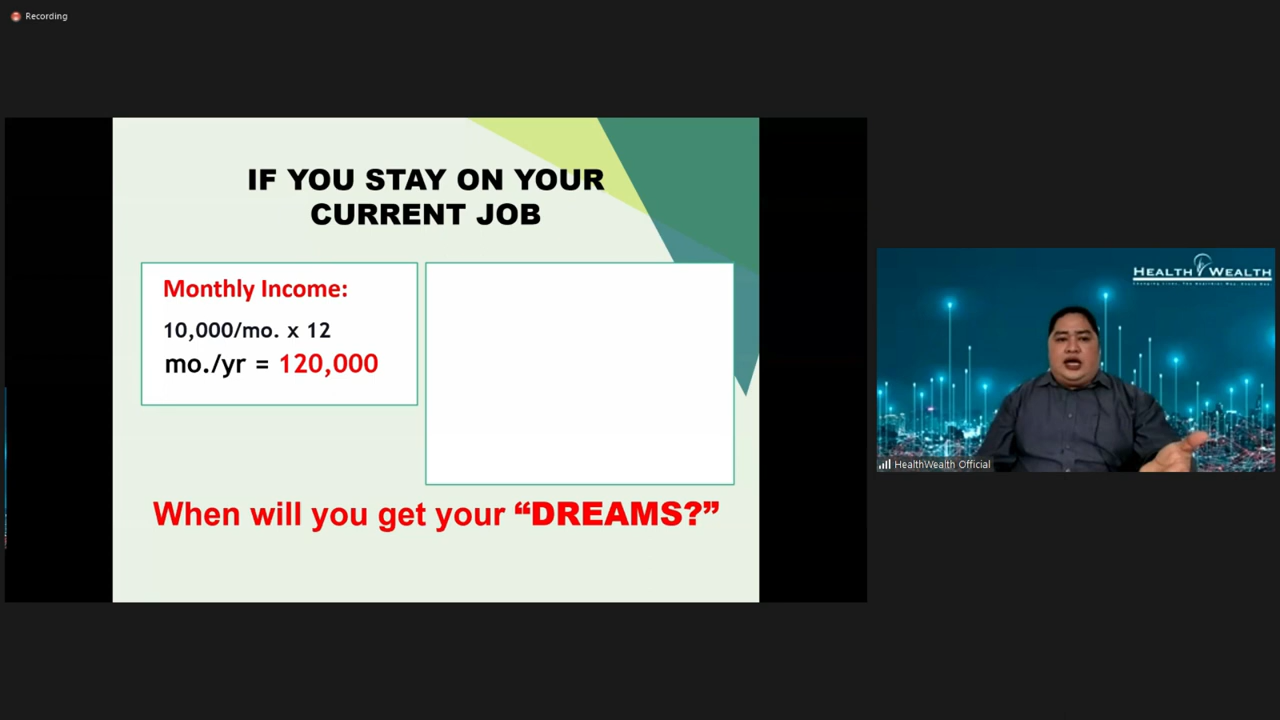 Recording
IF YOU STAY ON YOUR
CURRENT JOB
Monthly Income:
10,000/mo. x 12
mo./yr = 120,000
When will you get your “DREAMS?”
HEALTH WEALTH
HealthWealth Official